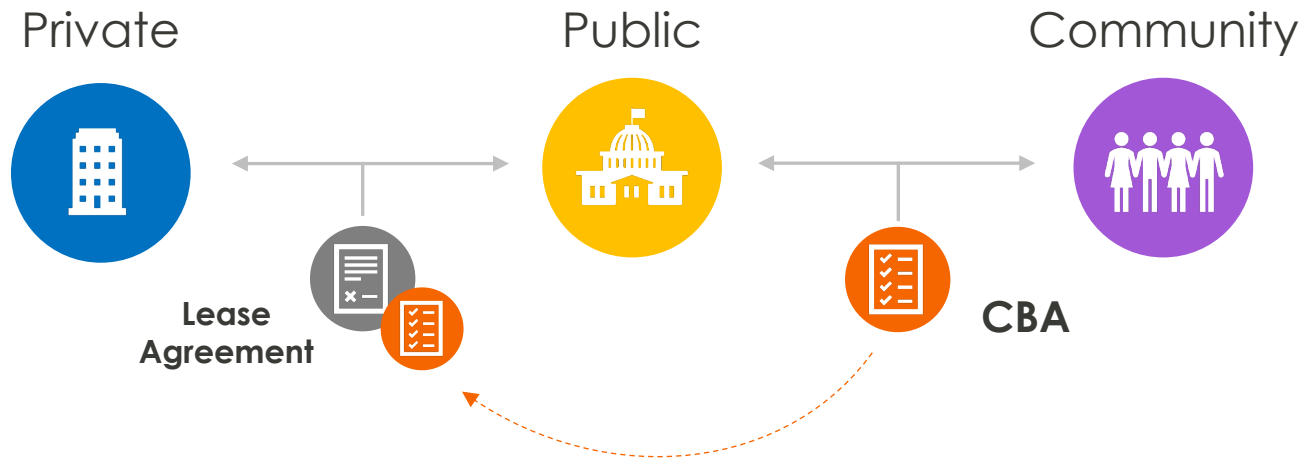 Private
Public
Community
Lease
Agreement
CBA